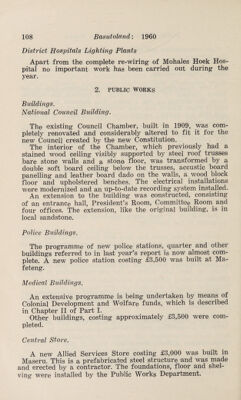 108 Basutoland: 1960
District Hospitals Lighting Plants
Apart from the complete re-wiring of Mohales Hoek Hos-
pital no important work has been carried out during the
year.
2. PUBLIC WORKS
Buildings.
National Council Building.
The existing Council Chamber, built in 1909, was com-
pletely renovated and considerably altered to fit it for the
new Council created by the new Constitution.
The interior of the Chamber, which previously had a
stained wood ceiling visibly supported by steel roof trusses
bare stone walls and a stone floor, was transformed by a
double soft board ceiling below the trusses, accustic board
panelling and leather board dado on the walls, a wood block
floor and upholstered benches. The electrical installations
were modernized and an up-to-date recording system installed.
An extension to the building was constructed, consisting
of an entrance hall, President's Room, Committee Room and
four offices. The extension, like the original building, is in
local sandstone.
Police Buildings.
The programme of new police stations, quarter and other
buildings referred to in last year's report is now almost com-
plete. A new police station costing £3,500 was built at Ma-
feteng.
Medical Buildings.
An extensive programme is being undertaken by means of
Colonial Development and Welfare funds, which is described
in Chapter II of Part I.
Other buildings, costing approximately £3,500 were com-
pleted.
Central Store.
A new Allied Services Store costing £3,000 was built in
Maseru. This is a prefabricated steel structure and was made
and erected by a contractor. The foundations, floor and shel-
ving were installed by the Public Works Department.